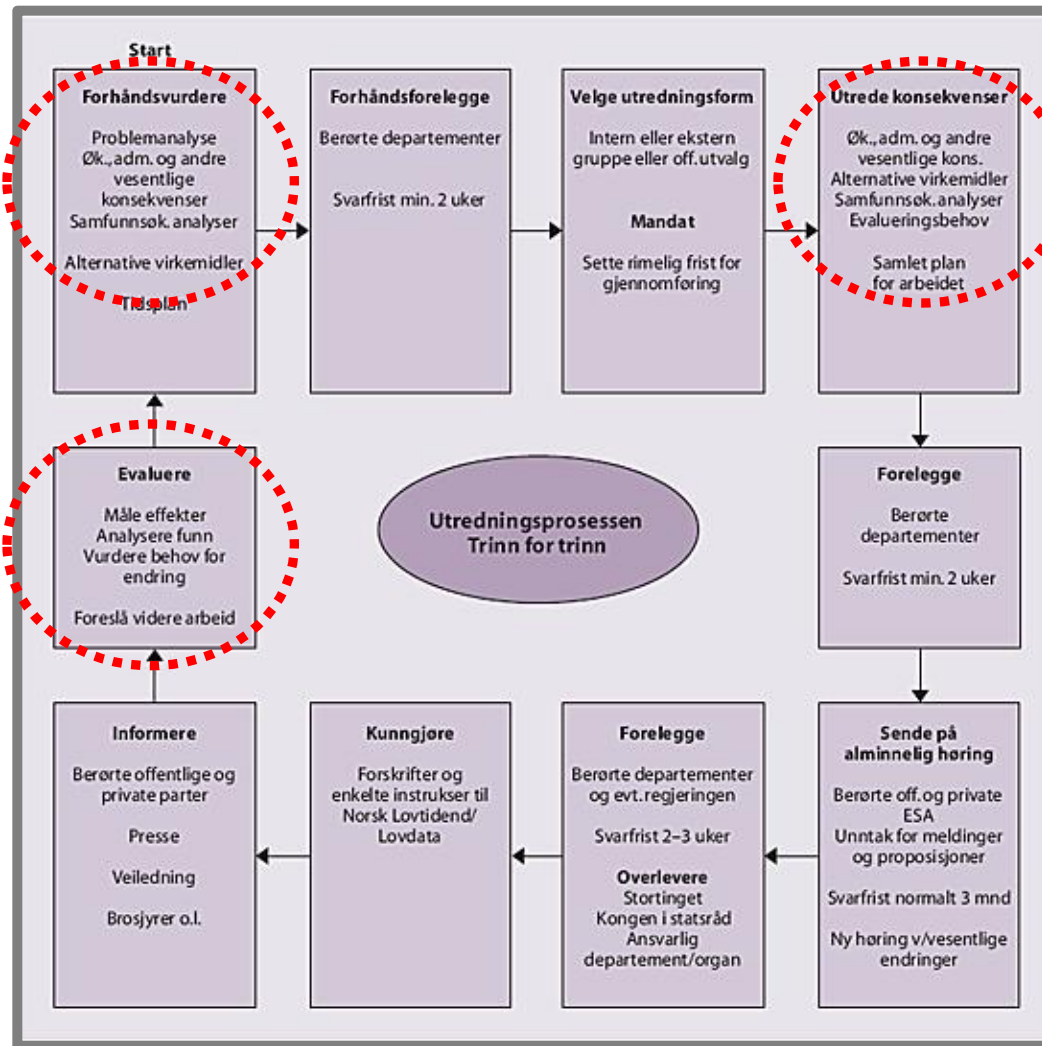 Start
Forhåndsvurdere
Problemanalyse
Øk., adm. og andre
vesentlige
konsekvenser
Samfunnsøk. analyser
Alternative virkemidler
Tidsplan
Forhåndsforelegge
Berørte departementer
Svarfrist min. 2 uker
Velge utredningsform
Intern eller ekstern
gruppe eller off. utvalg
Mandat
Sette rimelig frist for
gjennomføring
Utrede konsekvenser
Øk., adm. og andre
vesentlige kons.
Alternative virkemidler
Samfunnsøk. analyser
Evalueringsbehov
Samlet plan
for arbeidet
Evaluere
Måle effekter
Analysere funn
Vurdere behov for
endring
Foreslå videre arbeid
Utredningsprosessen
Trinn for trinn
Forelegge
Berørte
departementer
Svarfrist min. 2 uker
Informere
Berørte offentlige og
private parter
Presse
Veiledning
Brosjyrer o.l.
Kunngjøre
Forskrifter og
enkelte instrukser til
Norsk Lovtidend/
Lovdata
Forelegge
Berørte departementer
og evt. regjeringen
Svarfrist 2–3 uker
Overlevere
Stortinget
Kongen i statsråd
Ansvarlig
departement/organ
Sende på
alminnelig høring
Berørte off. og private
ESA
Unntak for meldinger
og proposisjoner
Svarfrist normalt 3 mnd
Ny høring v/vesentlige
endringer